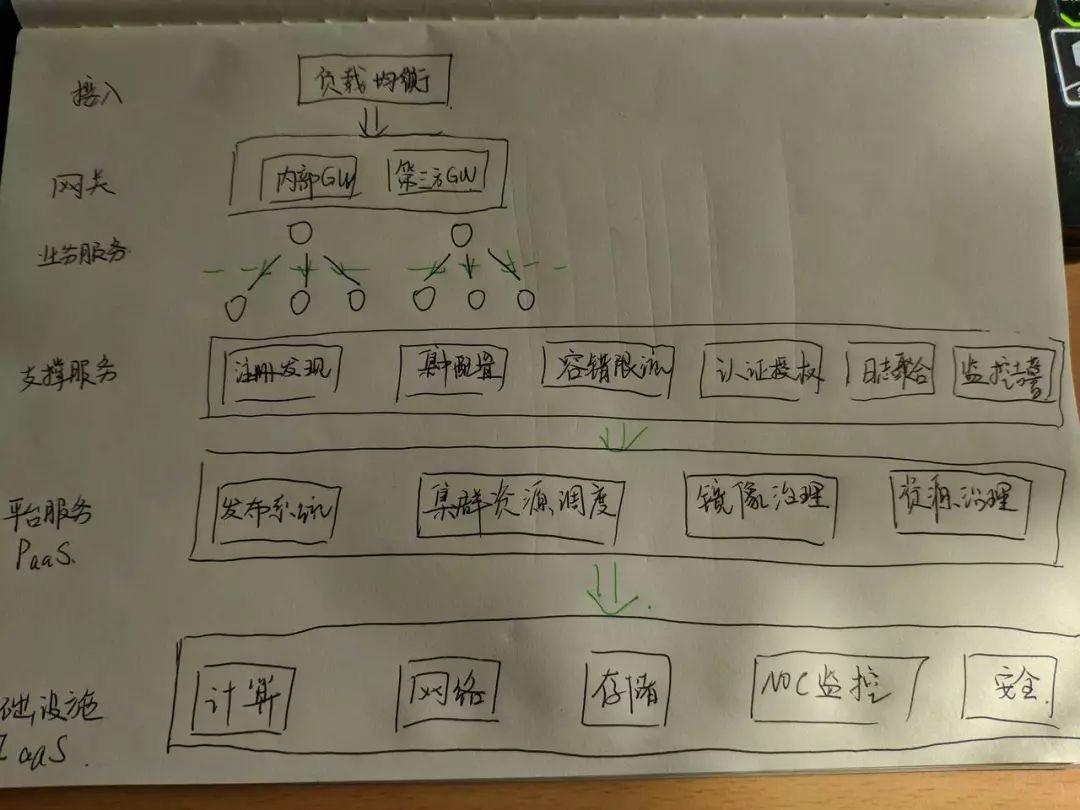 接入
负载均衡
网关
内部GW 第三方GW
业务服务
支撑服务
注册发现 集中配置 容错限流 认证授权 日志聚合 监控告警
平台服务
PaaS.
发布系统 集群资源调度 镜像治理 资源治理
础设施
IaaS.
计算 网络 存储 NOC监控 安全